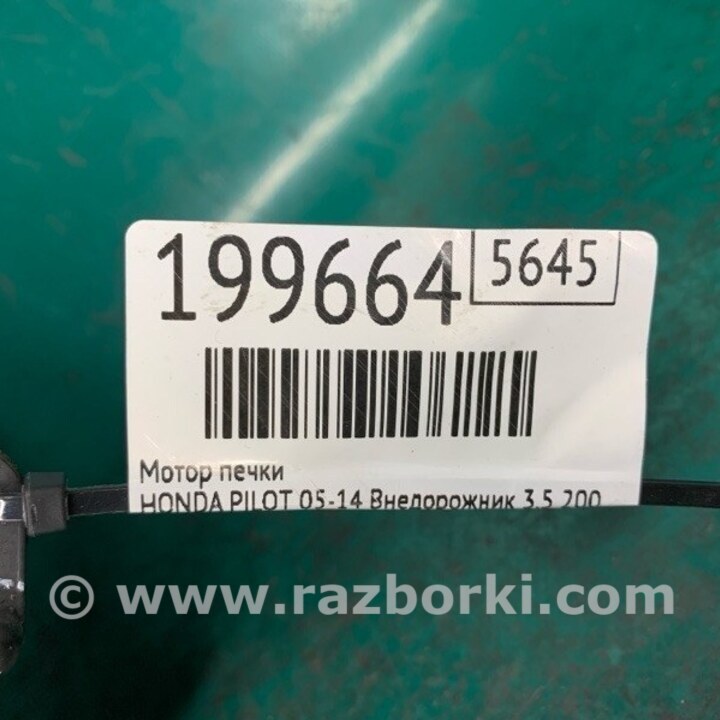 199664
5645
Мотор печки
HONDA PILOT 05-14 Внедорожник 3.5 200
© www.razborki.com